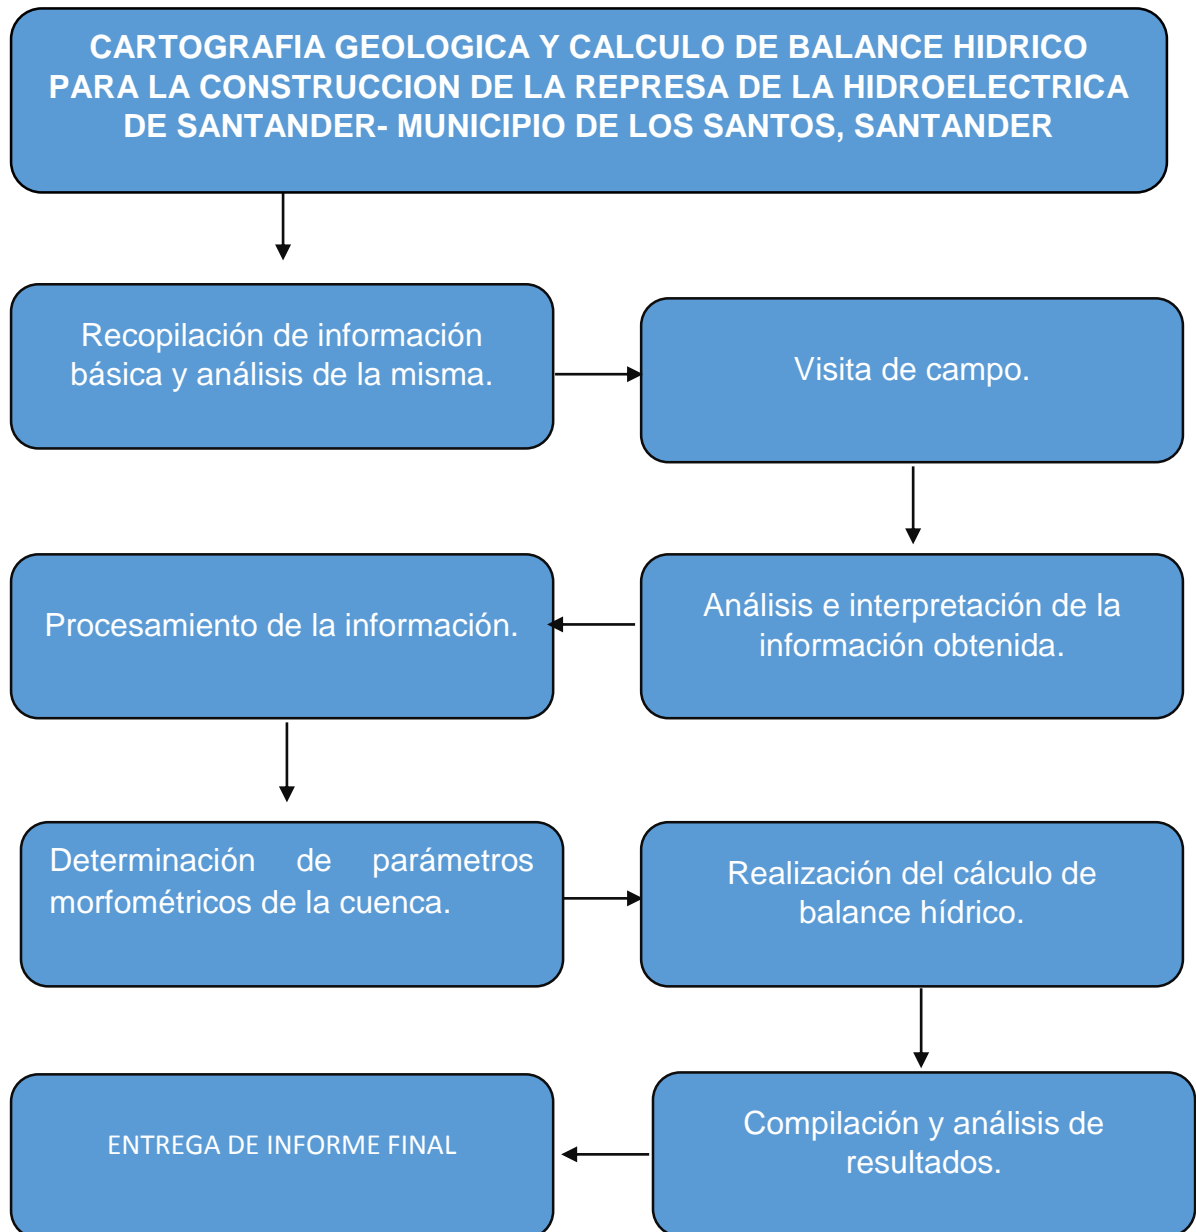 CARTOGRAFIA GEOLOGICA Y CALCULO DE BALANCE HIDRICO
PARA LA CONSTRUCCION DE LA REPRESA DE LA HIDROELECTRICA
DE SANTANDER- MUNICIPIO DE LOS SANTOS, SANTANDER
Recopilación de información
básica y análisis de la misma.
Visita de campo.
Análisis e interpretación de la
información obtenida.
Procesamiento de la información.
Determinación de parámetros
morfométricos de la cuenca.
Realización del cálculo de
balance hídrico.
Compilación y análisis de
resultados.
ENTREGA DE INFORME FINAL